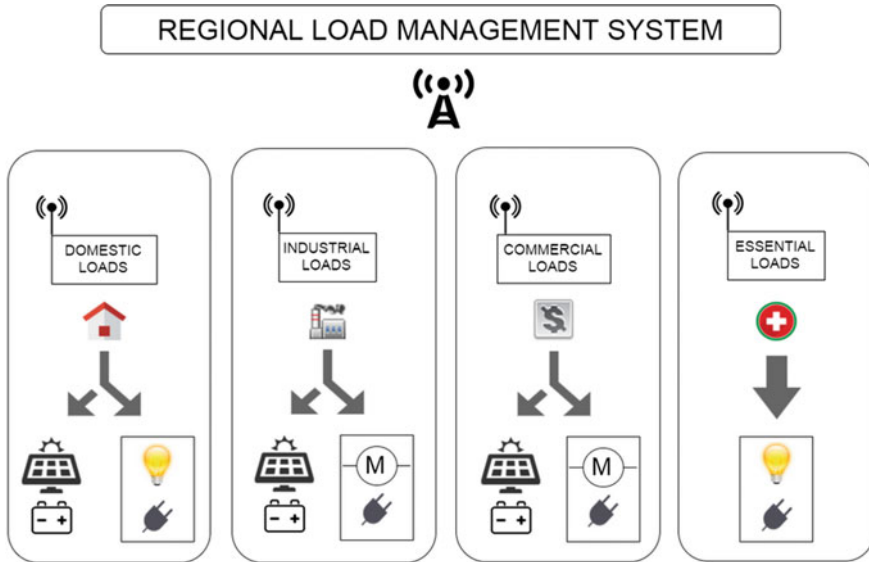 REGIONAL LOAD MANAGEMENT SYSTEM
DOMESTIC
LOADS
INDUSTRIAL
LOADS
COMMERCIAL
LOADS
ESSENTIAL
LOADS
M
M